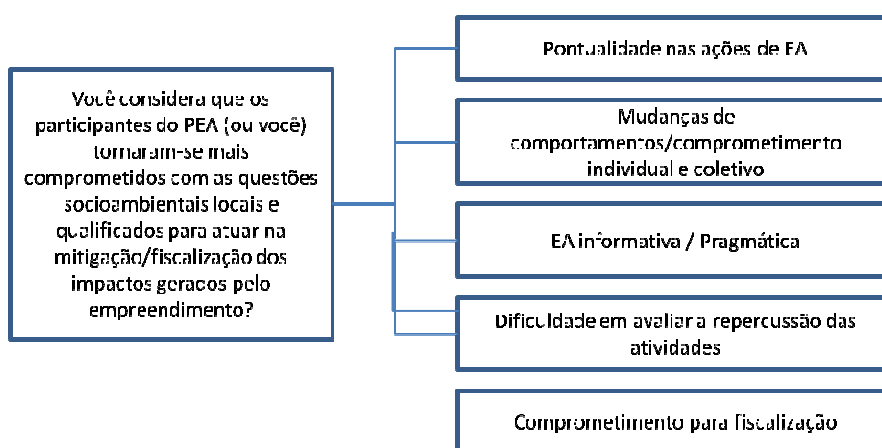 Você considera que os
participantes do PEA (ou você)
tornaram-se mais
comprometidos com as questões
socioambientais locais e
qualificados para atuar na
mitigação/fiscalização dos
impactos gerados pelo
empreendimento?
Pontualidade nas ações de EA
Mudanças de
comportamentos/comprometimento
individual e coletivo
EA informativa / Pragmática
Dificuldade em avaliar a repercussão das
atividades
Comprometimento para fiscalização